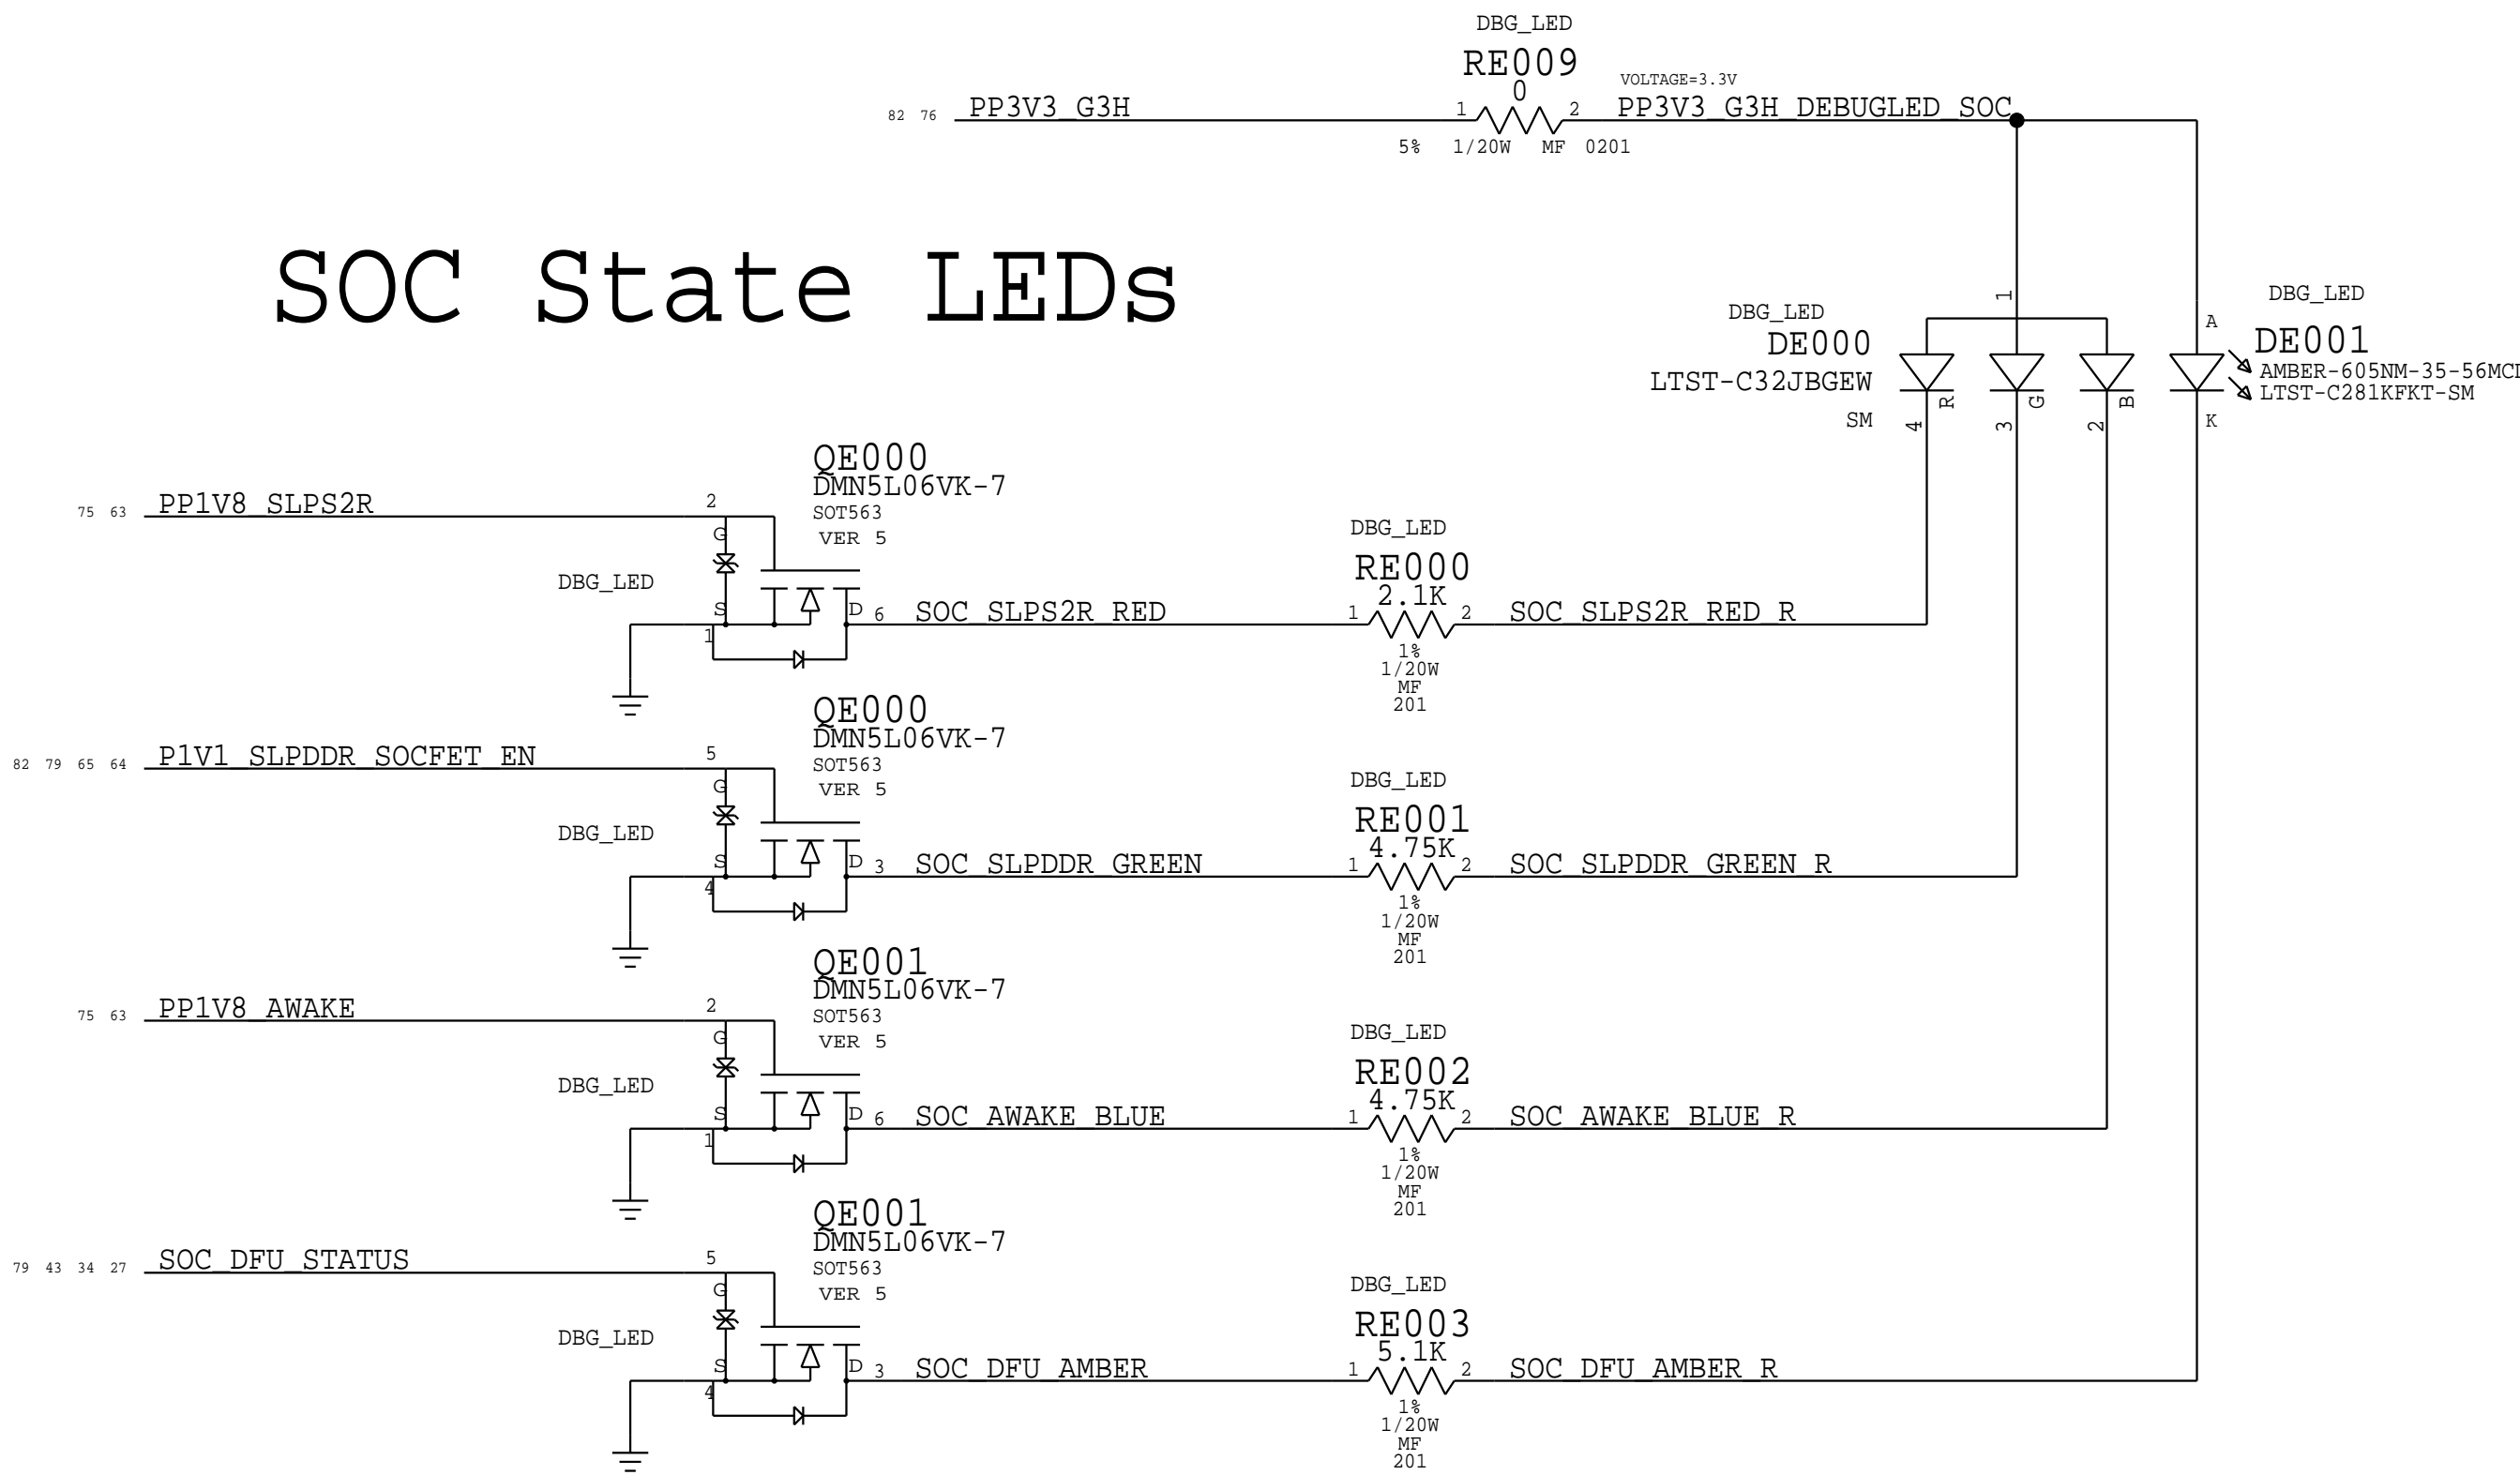 DBG_LED
RE009
0
VOLTAGE=3.3V
82 76 PP3V3_G3H 1 2 PP3V3_G3H_DEBUGLED_SOC
5% 1/20W MF 0201
SOC State LEDs
1
DBG_LED
DE000
LTST-C32JBGEW
SM
R
G
B
4
3
2
DBG_LED
A
DE001
AMBER-605NM-35-56MCD
LTST-C281KFKT-SM
K
QE000
DMN5L06VK-7
SOT563
VER 5
75 63 PP1V8_SLPS2R 2
G
DBG_LED
S
1
D 6 SOC_SLPS2R_RED
DBG_LED
RE000
2.1K
1 2 SOC_SLPS2R_RED_R
1%
1/20W
MF
201
QE000
DMN5L06VK-7
SOT563
VER 5
82 79 65 64 P1V1_SLPDDR_SOCFET_EN 5
G
DBG_LED
S
4
D 3 SOC_SLPDDR_GREEN
DBG_LED
RE001
4.75K
1 2 SOC_SLPDDR_GREEN_R
1%
1/20W
MF
201
QE001
DMN5L06VK-7
SOT563
VER 5
75 63 PP1V8_AWAKE 2
G
DBG_LED
S
1
D 6 SOC_AWAKE_BLUE
DBG_LED
RE002
4.75K
1 2 SOC_AWAKE_BLUE_R
1%
1/20W
MF
201
QE001
DMN5L06VK-7
SOT563
VER 5
79 43 34 27 SOC_DFU_STATUS 5
G
DBG_LED
S
4
D 3 SOC_DFU_AMBER
DBG_LED
RE003
5.1K
1 2 SOC_DFU_AMBER_R
1%
1/20W
MF
201